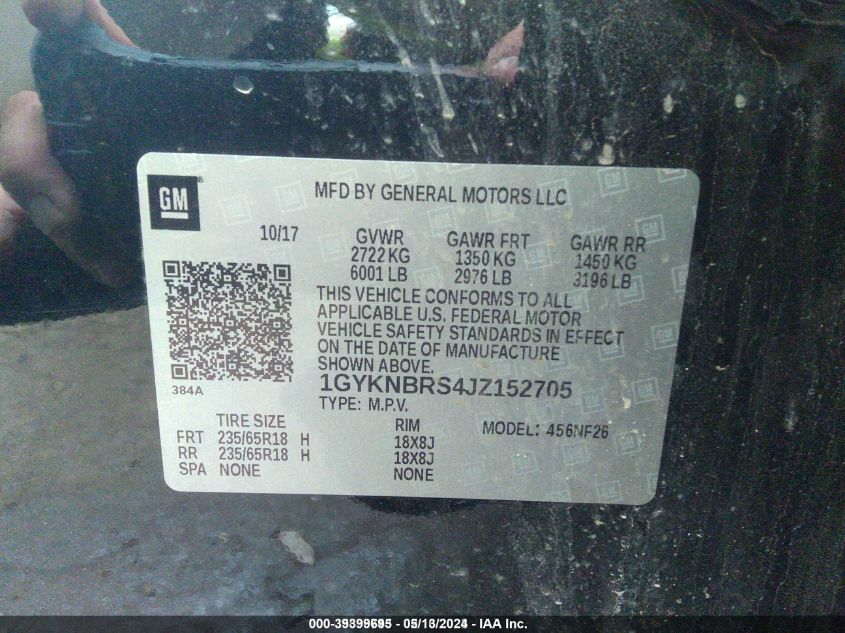 GM®
MFD BY GENERAL MOTORS LLC
10/17 GVWR GAWR FRT GAWR RR
2722 KG 1350 KG 1450 KG
6001 LB 2976 LB 3196 LB
THIS VEHICLE CONFORMS TO ALL
APPLICABLE U.S. FEDERAL MOTOR
VEHICLE SAFETY STANDARDS IN EFFECT
ON THE DATE OF MANUFACTURE
SHOWN ABOVE.
384A
1GYKNBRS4JZ152705
TYPE: M.P.V.
TIRE SIZE RIM MODEL: 456NF26
FRT 235/65R18 H 18X8J
RR 235/65R18 H 18X8J
SPA NONE NONE
000-39399695 - 05/18/2024 - IAA Inc.